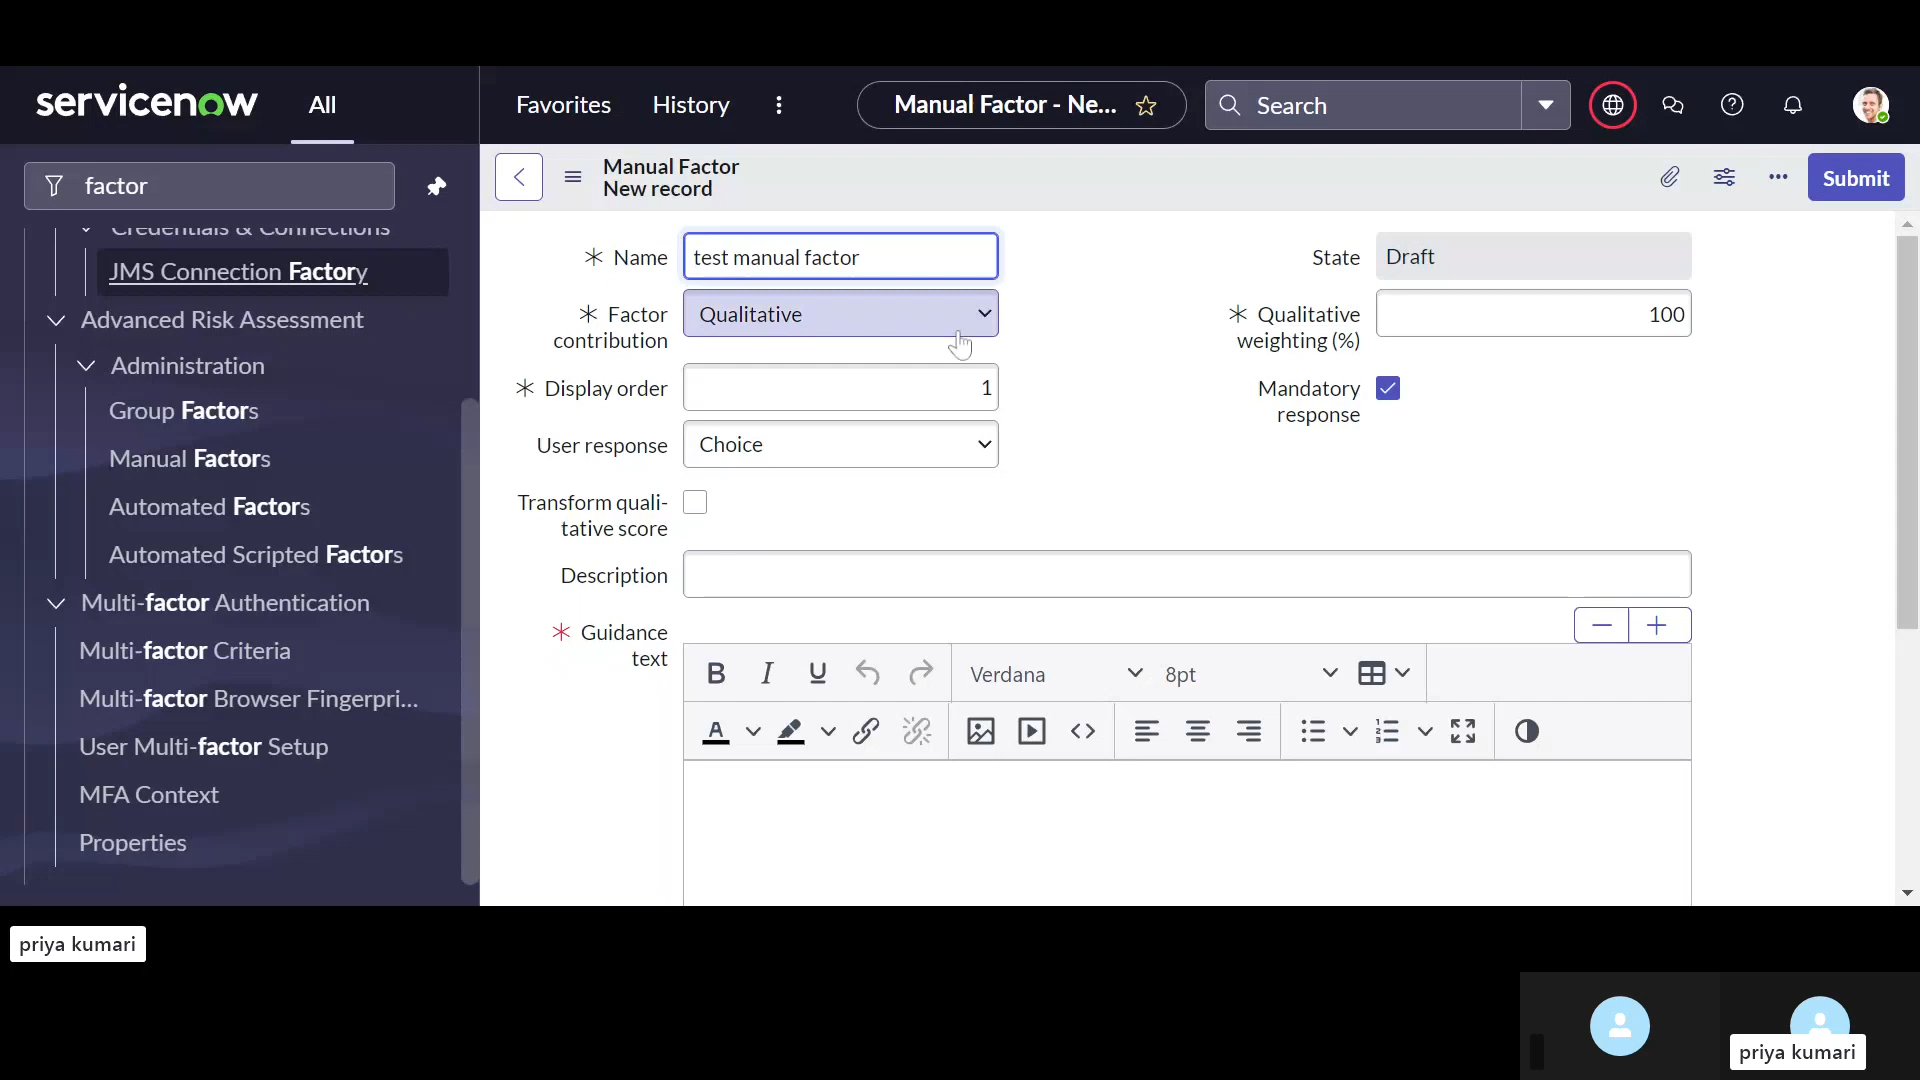 servicenow
All
Favorites
History
Manual Factor - Ne...
Search
factor
Manual Factor
New record
Submit
Credentials & Connections
JMS Connection Factory
Advanced Risk Assessment
Administration
Group Factors
Manual Factors
Automated Factors
Automated Scripted Factors
Multi-factor Authentication
Multi-factor Criteria
Multi-factor Browser Fingerpri...
User Multi-factor Setup
MFA Context
Properties
Name
test manual factor
State
Draft
Factor
contribution
Qualitative
Qualitative
weighting (%)
100
Display order
1
Mandatory
response
User response
Choice
Transform quali-
tative score
Description
Guidance
text
B I U
Verdana
8pt
A
priya kumari
priya kumari